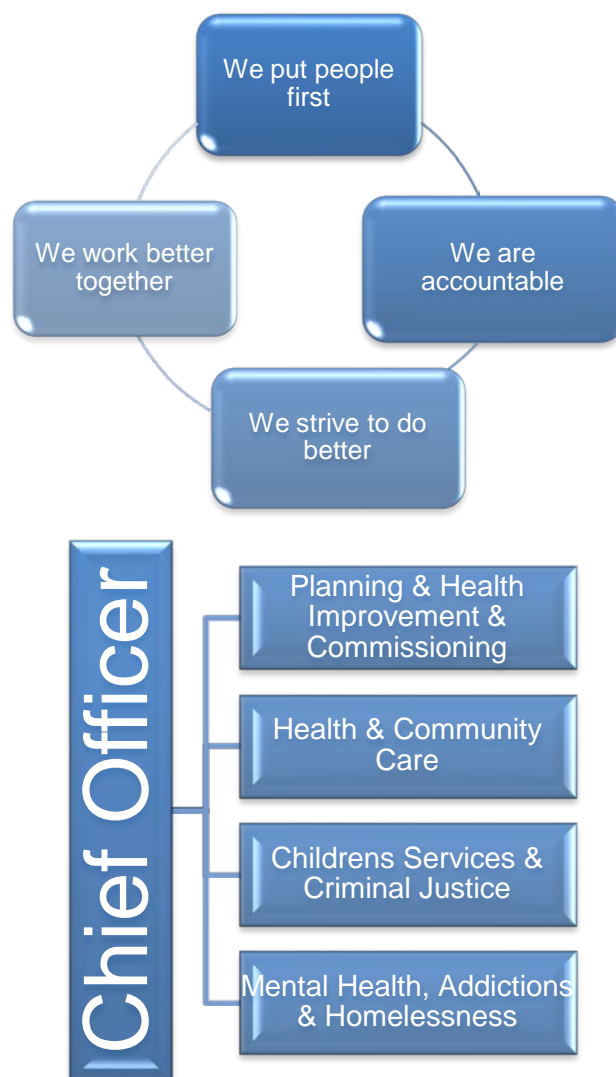 We put people
first
We are
accountable
We strive to do
better
We work better
together
Chief Officer
Planning & Health
Improvement &
Commissioning
Health & Community
Care
Childrens Services &
Criminal Justice
Mental Health, Addictions
& Homelessness